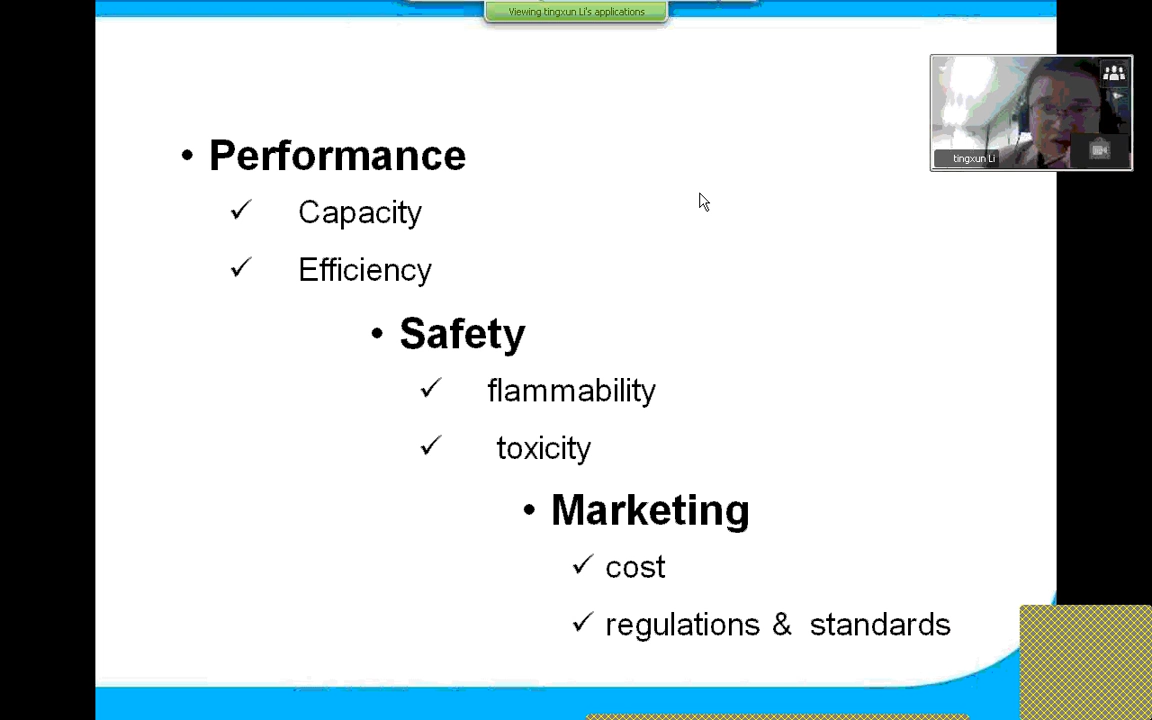 Viewing tingxun Li's applications
• Performance
✓ Capacity
✓ Efficiency
• Safety
✓ flammability
✓ toxicity
• Marketing
✓ cost
✓ regulations & standards
tingxun Li